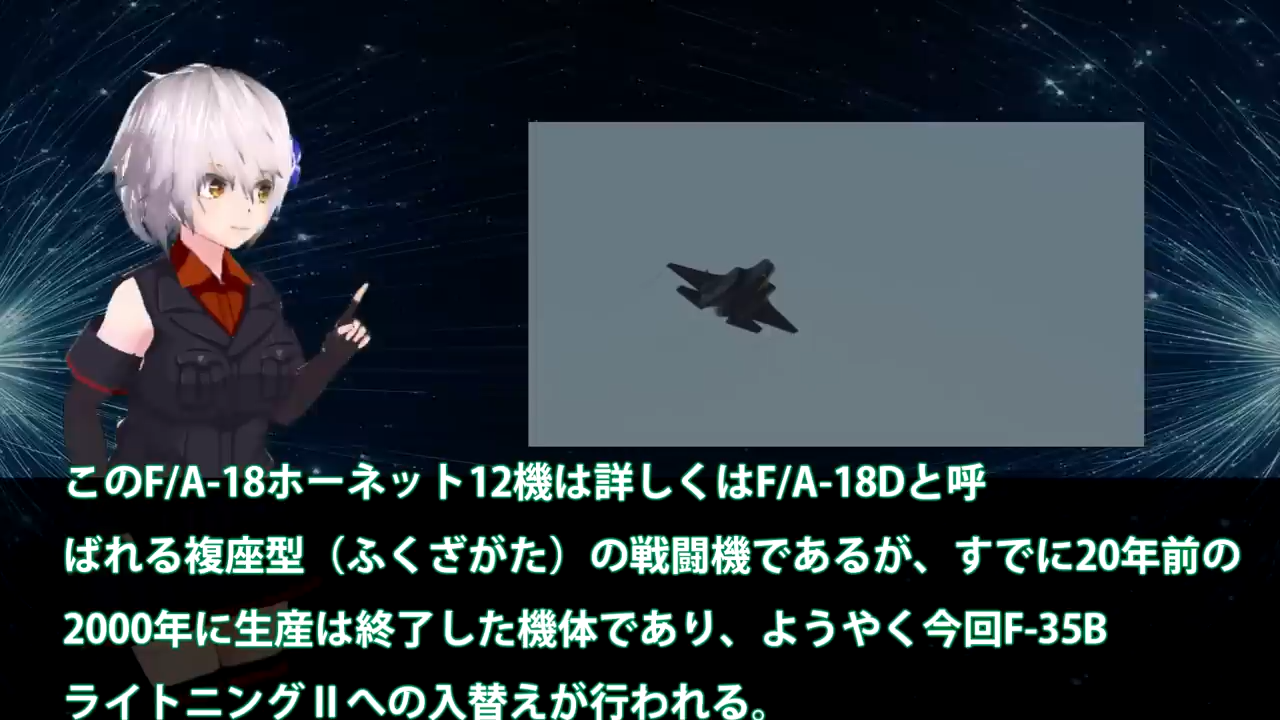 このF/A-18ホーネット12機は詳しくはF/A-18Dと呼
ばれる複座型（ふくざがた）の戦闘機であるが、すでに20年前の
2000年に生産は終了した機体であり、ようやく今回F-35B
ライトニングⅡへの入替えが行われる。